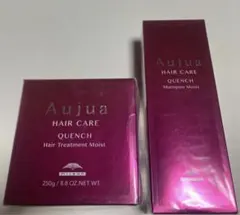 Aujua
HAIR CARE
QUENCH
Hair Treatment Moist
MILBON
250g / 8.8 OZ. NET WT.
Aujua
HAIR CARE
QUENCH
Shampoo Moist